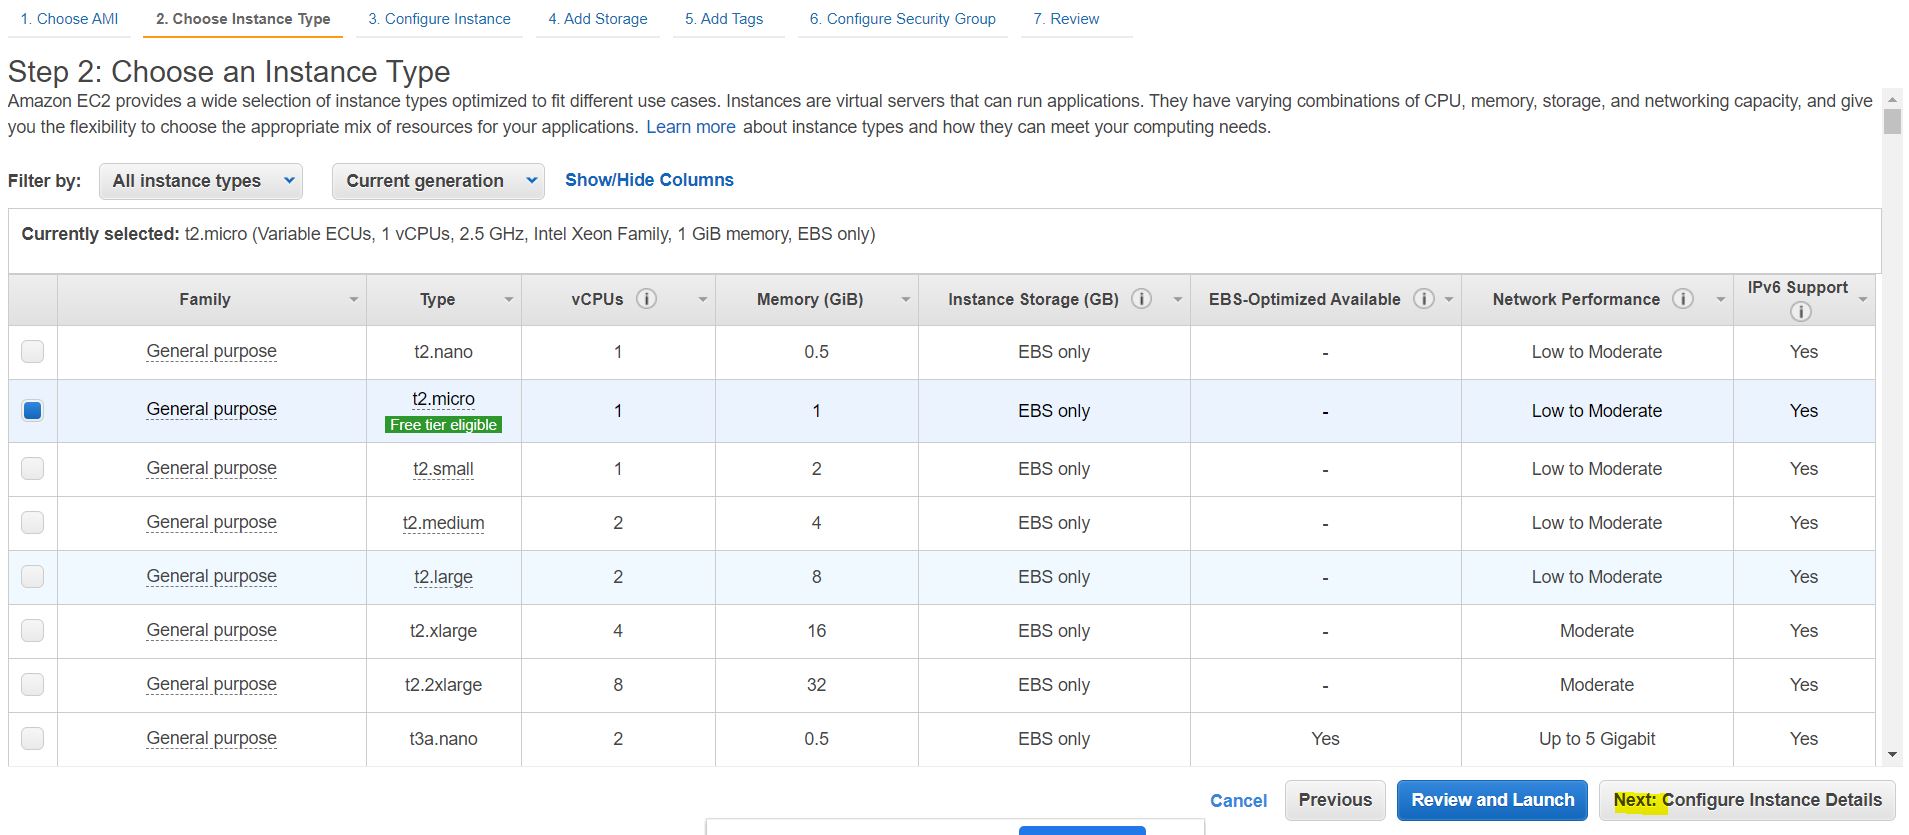 1. Choose AMI 2. Choose Instance Type 3. Configure Instance 4. Add Storage 5. Add Tags 6. Configure Security Group 7. Review
Step 2: Choose an Instance Type
Amazon EC2 provides a wide selection of instance types optimized to fit different use cases. Instances are virtual servers that can run applications. They have varying combinations of CPU, memory, storage, and networking capacity, and give
you the flexibility to choose the appropriate mix of resources for your applications. Learn more about instance types and how they can meet your computing needs.
Filter by: All instance types Current generation Show/Hide Columns
Currently selected: t2.micro (Variable ECUs, 1 vCPUs, 2.5 GHz, Intel Xeon Family, 1 GiB memory, EBS only)
Family Type vCPUs i Memory (GiB) Instance Storage (GB) i EBS-Optimized Available i Network Performance i IPv6 Support i
General purpose t2.nano 1 0.5 EBS only - Low to Moderate Yes
General purpose t2.micro 1 1 EBS only - Low to Moderate Yes
Free tier eligible
General purpose t2.small 1 2 EBS only - Low to Moderate Yes
General purpose t2.medium 2 4 EBS only - Low to Moderate Yes
General purpose t2.large 2 8 EBS only - Low to Moderate Yes
General purpose t2.xlarge 4 16 EBS only - Moderate Yes
General purpose t2.2xlarge 8 32 EBS only - Moderate Yes
General purpose t3a.nano 2 0.5 EBS only Yes Up to 5 Gigabit Yes
Cancel Previous Review and Launch Next: Configure Instance Details